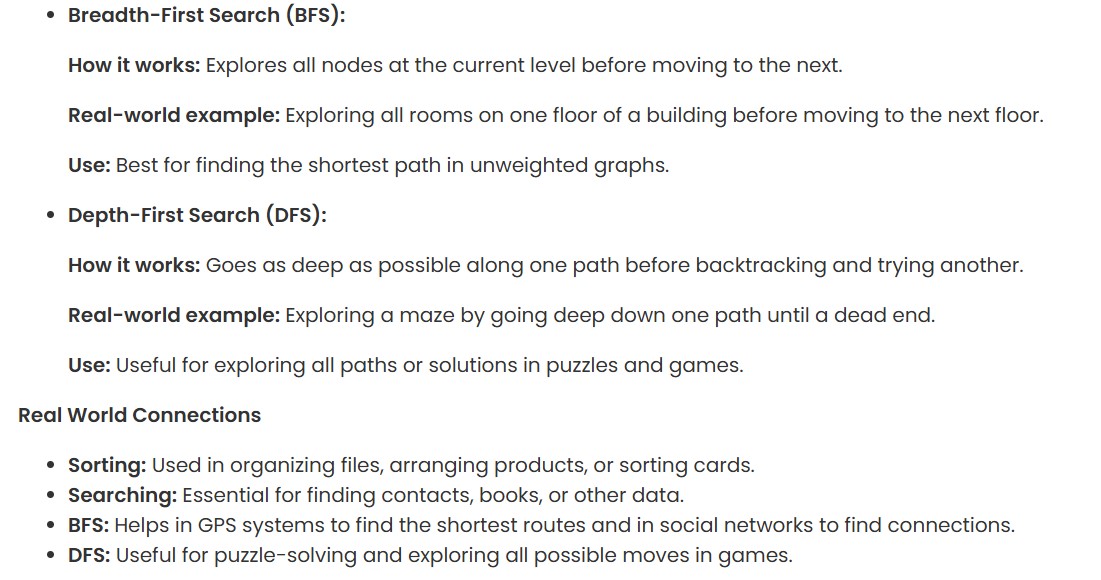 • Breadth-First Search (BFS):
How it works: Explores all nodes at the current level before moving to the next.
Real-world example: Exploring all rooms on one floor of a building before moving to the next floor.
Use: Best for finding the shortest path in unweighted graphs.
• Depth-First Search (DFS):
How it works: Goes as deep as possible along one path before backtracking and trying another.
Real-world example: Exploring a maze by going deep down one path until a dead end.
Use: Useful for exploring all paths or solutions in puzzles and games.
Real World Connections
• Sorting: Used in organizing files, arranging products, or sorting cards.
• Searching: Essential for finding contacts, books, or other data.
• BFS: Helps in GPS systems to find the shortest routes and in social networks to find connections.
• DFS: Useful for puzzle-solving and exploring all possible moves in games.